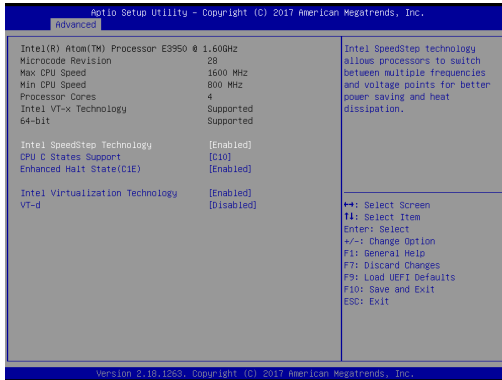 Aptio Setup Utility – Copyright (C) 2017 American Megatrends, Inc.
Advanced
Intel(R) Atom(TM) Processor E3950 @ 1.60GHz
Microcode Revision 28
Max CPU Speed 1600 MHz
Min CPU Speed 800 MHz
Processor Cores 4
Intel VT-x Technology Supported
64-bit Supported
Intel SpeedStep Technology [Enabled]
CPU C States Support [C10]
Enhanced Halt State(C1E) [Enabled]
Intel Virtualization Technology [Enabled]
VT-d [Disabled]
Intel SpeedStep technology
allows processors to switch
between multiple frequencies
and voltage points for better
power saving and heat
dissipation.
↔: Select Screen
↑↓: Select Item
Enter: Select
+/-: Change Option
F1: General Help
F7: Discard Changes
F9: Load UEFI Defaults
F10: Save and Exit
ESC: Exit
Version 2.18.1263. Copyright (C) 2017 American Megatrends, Inc.